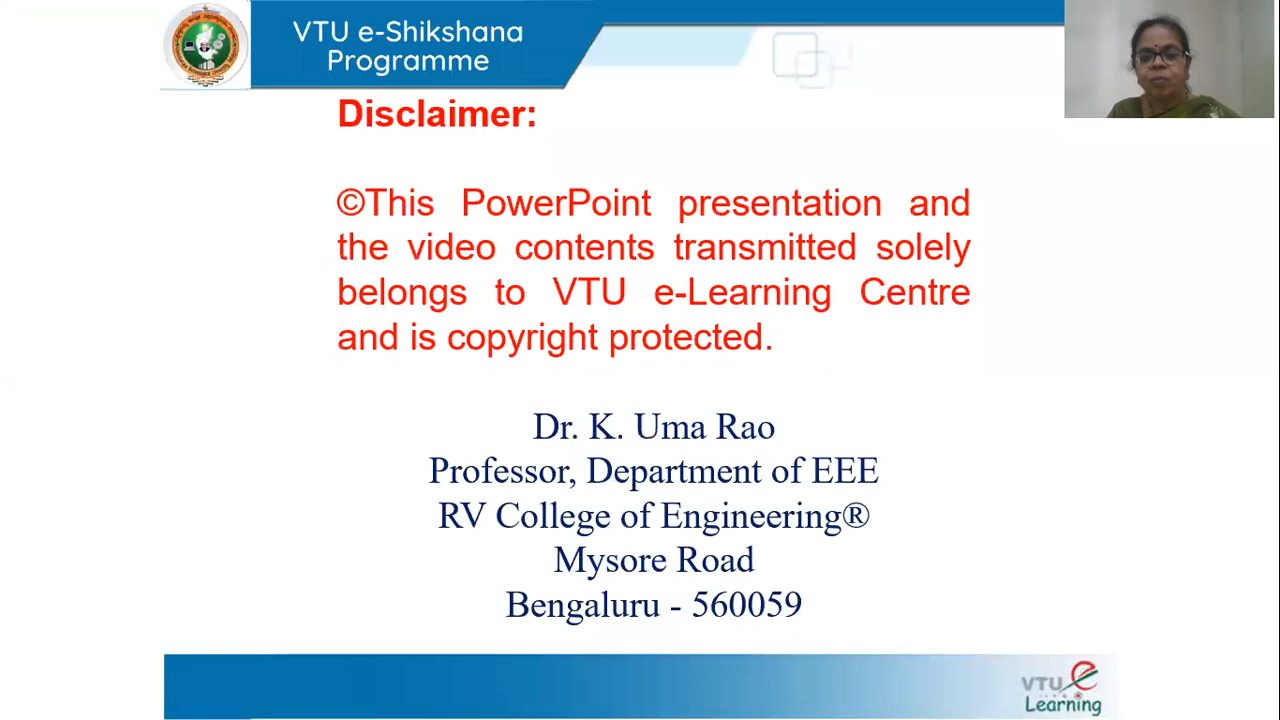 VTU e-Shikshana
Programme
Disclaimer:
©This PowerPoint presentation and
the video contents transmitted solely
belongs to VTU e-Learning Centre
and is copyright protected.
Dr. K. Uma Rao
Professor, Department of EEE
RV College of Engineering®
Mysore Road
Bengaluru - 560059
VTU e
Learning